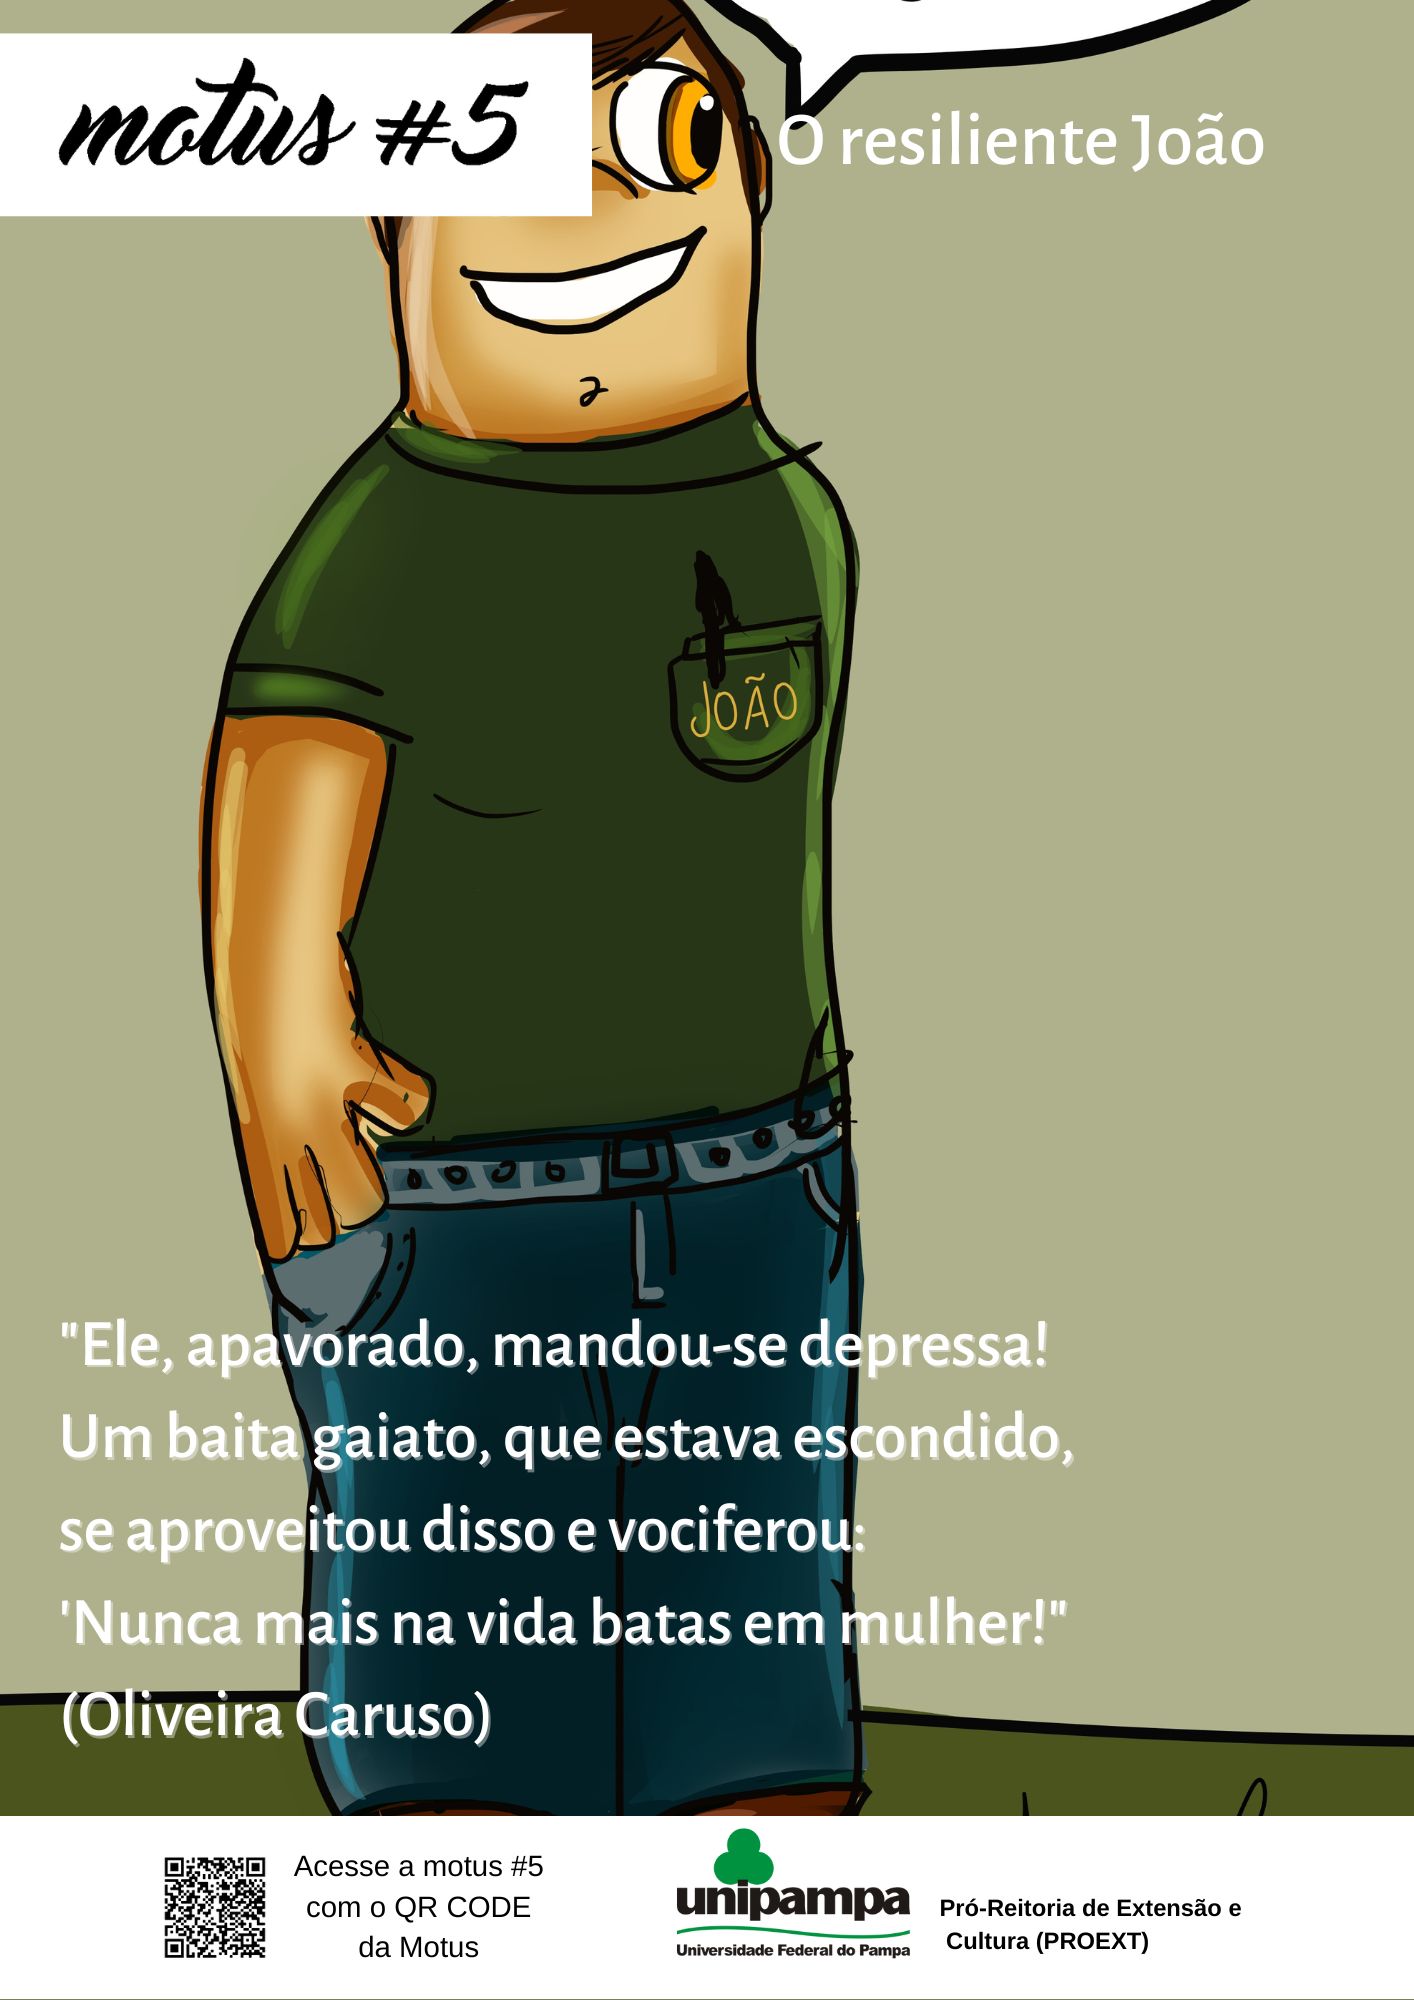 motus #5
O resiliente João
JOÃO
"Ele, apavorado, mandou-se depressa!
Um baita gaiato, que estava escondido,
se aproveitou disso e vociferou:
'Nunca mais na vida batas em mulher!"
(Oliveira Caruso)
Acesse a motus #5
com o QR CODE
da Motus
unipampa
Universidade Federal do Pampa
Pró-Reitoria de Extensão e
Cultura (PROEXT)